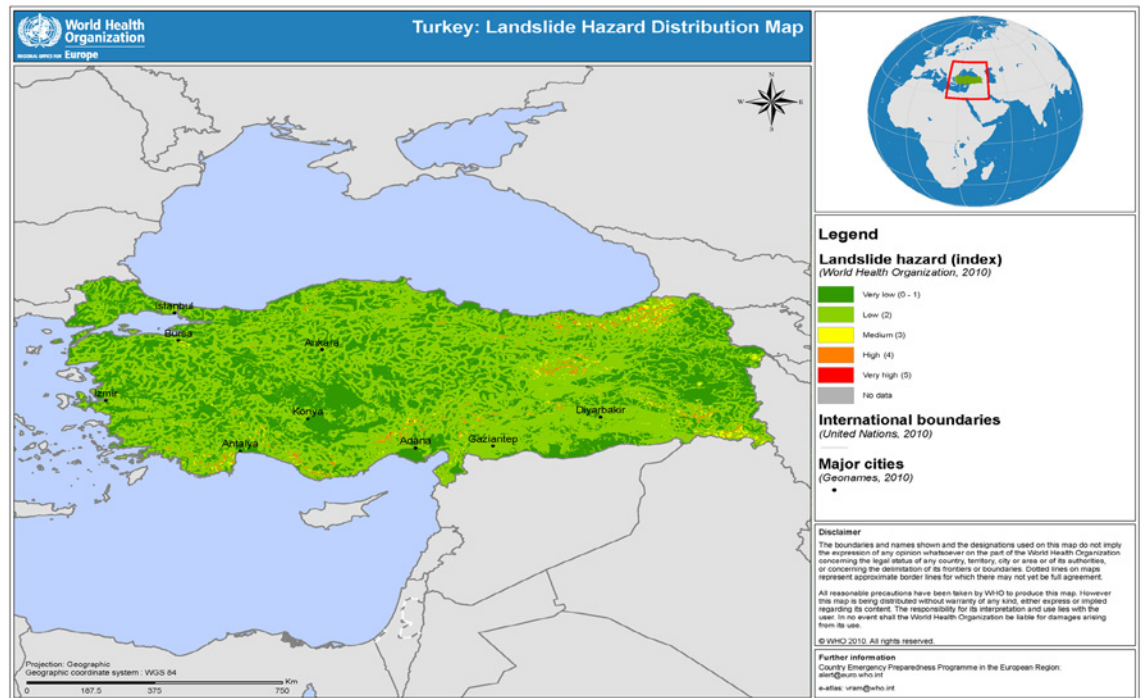 World Health
Organization
REGIONAL OFFICE FOR Europe
Turkey: Landslide Hazard Distribution Map
N
W
E
S
Istanbul
Bursa
Ankara
Izmir
Konya
Diyarbakir
Antalya
Adana
Gaziantep
Projection: Geographic
Geographic coordinate system : WGS 84
Km
0 187.5 375 750
Legend
Landslide hazard (index)
(World Health Organization, 2010)
Very low (0 - 1)
Low (2)
Medium (3)
High (4)
Very high (5)
No data
International boundaries
(United Nations, 2010)
Major cities
(Geonames, 2010)
Disclaimer
The boundaries and names shown and the designations used on this map do not imply
the expression of any opinion whatsoever on the part of the World Health Organization
concerning the legal status of any country, territory, city or area or of its authorities,
or concerning the delimitation of its frontiers or boundaries. Dotted lines on maps
represent approximate border lines for which there may not yet be full agreement.
All reasonable precautions have been taken by WHO to produce this map. However
this map is being distributed without warranty of any kind, either express or implied
regarding its content. The responsibility for its interpretation and use lies with the
user. In no event shall the World Health Organization be liable for damages arising
from its use.
© WHO 2010. All rights reserved.
Further information
Country Emergency Preparedness Programme in the European Region:
alert@euro.who.int
e-atlas: vram@who.int